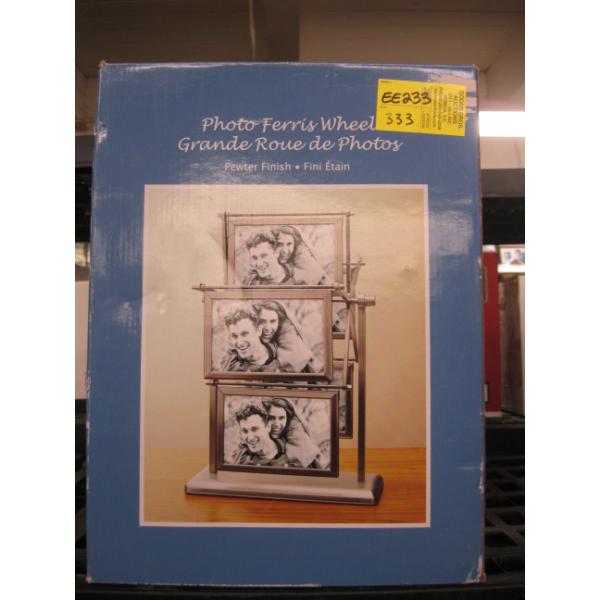 Photo Ferris Wheel
Grande Roue de Photos
Pewter Finish • Fini Étain
EE233
333